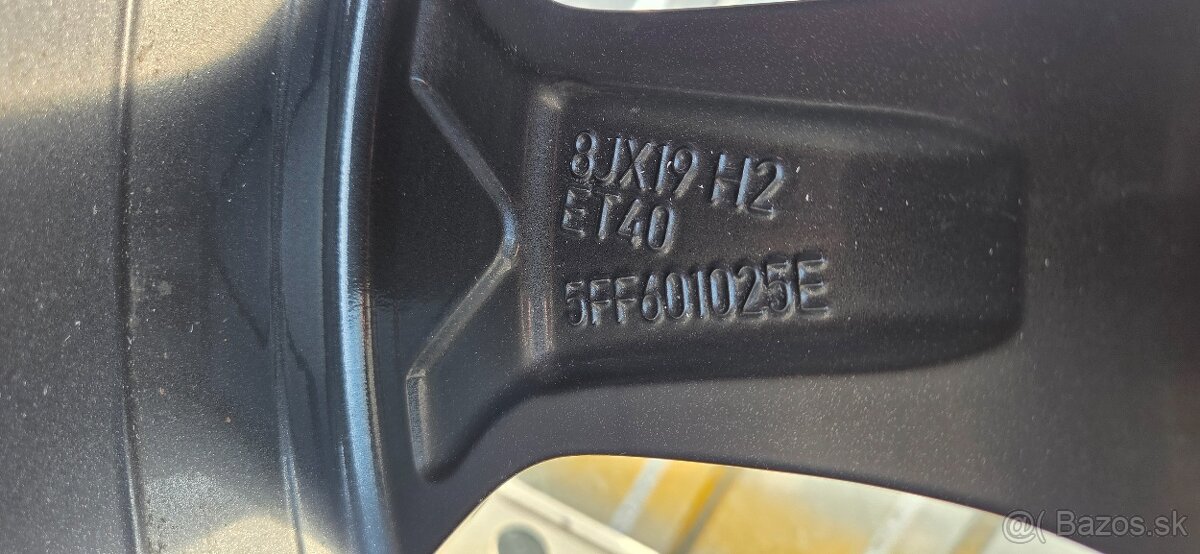 8JX19 H2
ET40
5FF601025E
@( Bazos.sk